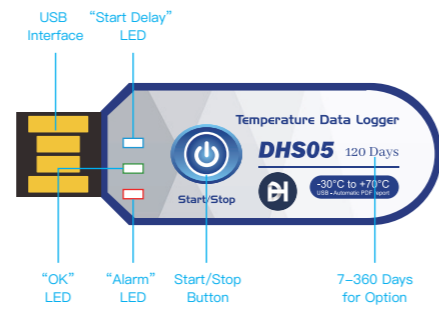 USB
Interface
“Start Delay”
LED
Temperature Data Logger
DHS05 120 Days
-30°C to +70°C
USB - Automatic PDF report
Start/Stop
“OK”
LED
“Alarm”
LED
Start/Stop
Button
7-360 Days
for Option